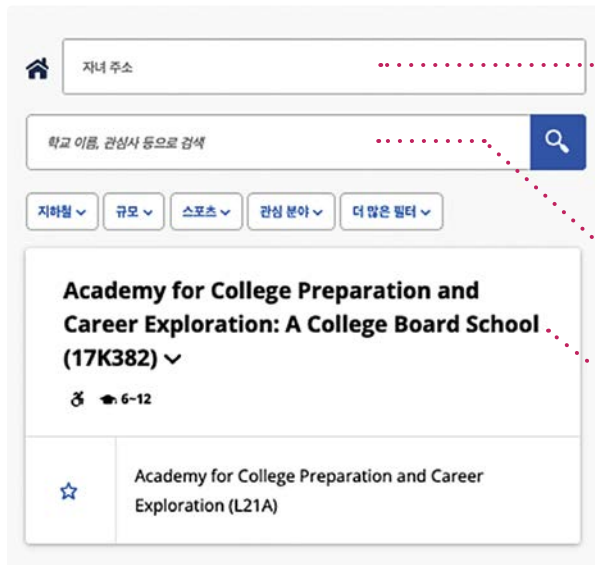 자녀 주소
학교 이름, 관심사 등으로 검색
지하철 규모 스포츠 관심 분야 더 많은 필터
Academy for College Preparation and
Career Exploration: A College Board School
(17K382)
6-12
Academy for College Preparation and Career
Exploration (L21A)